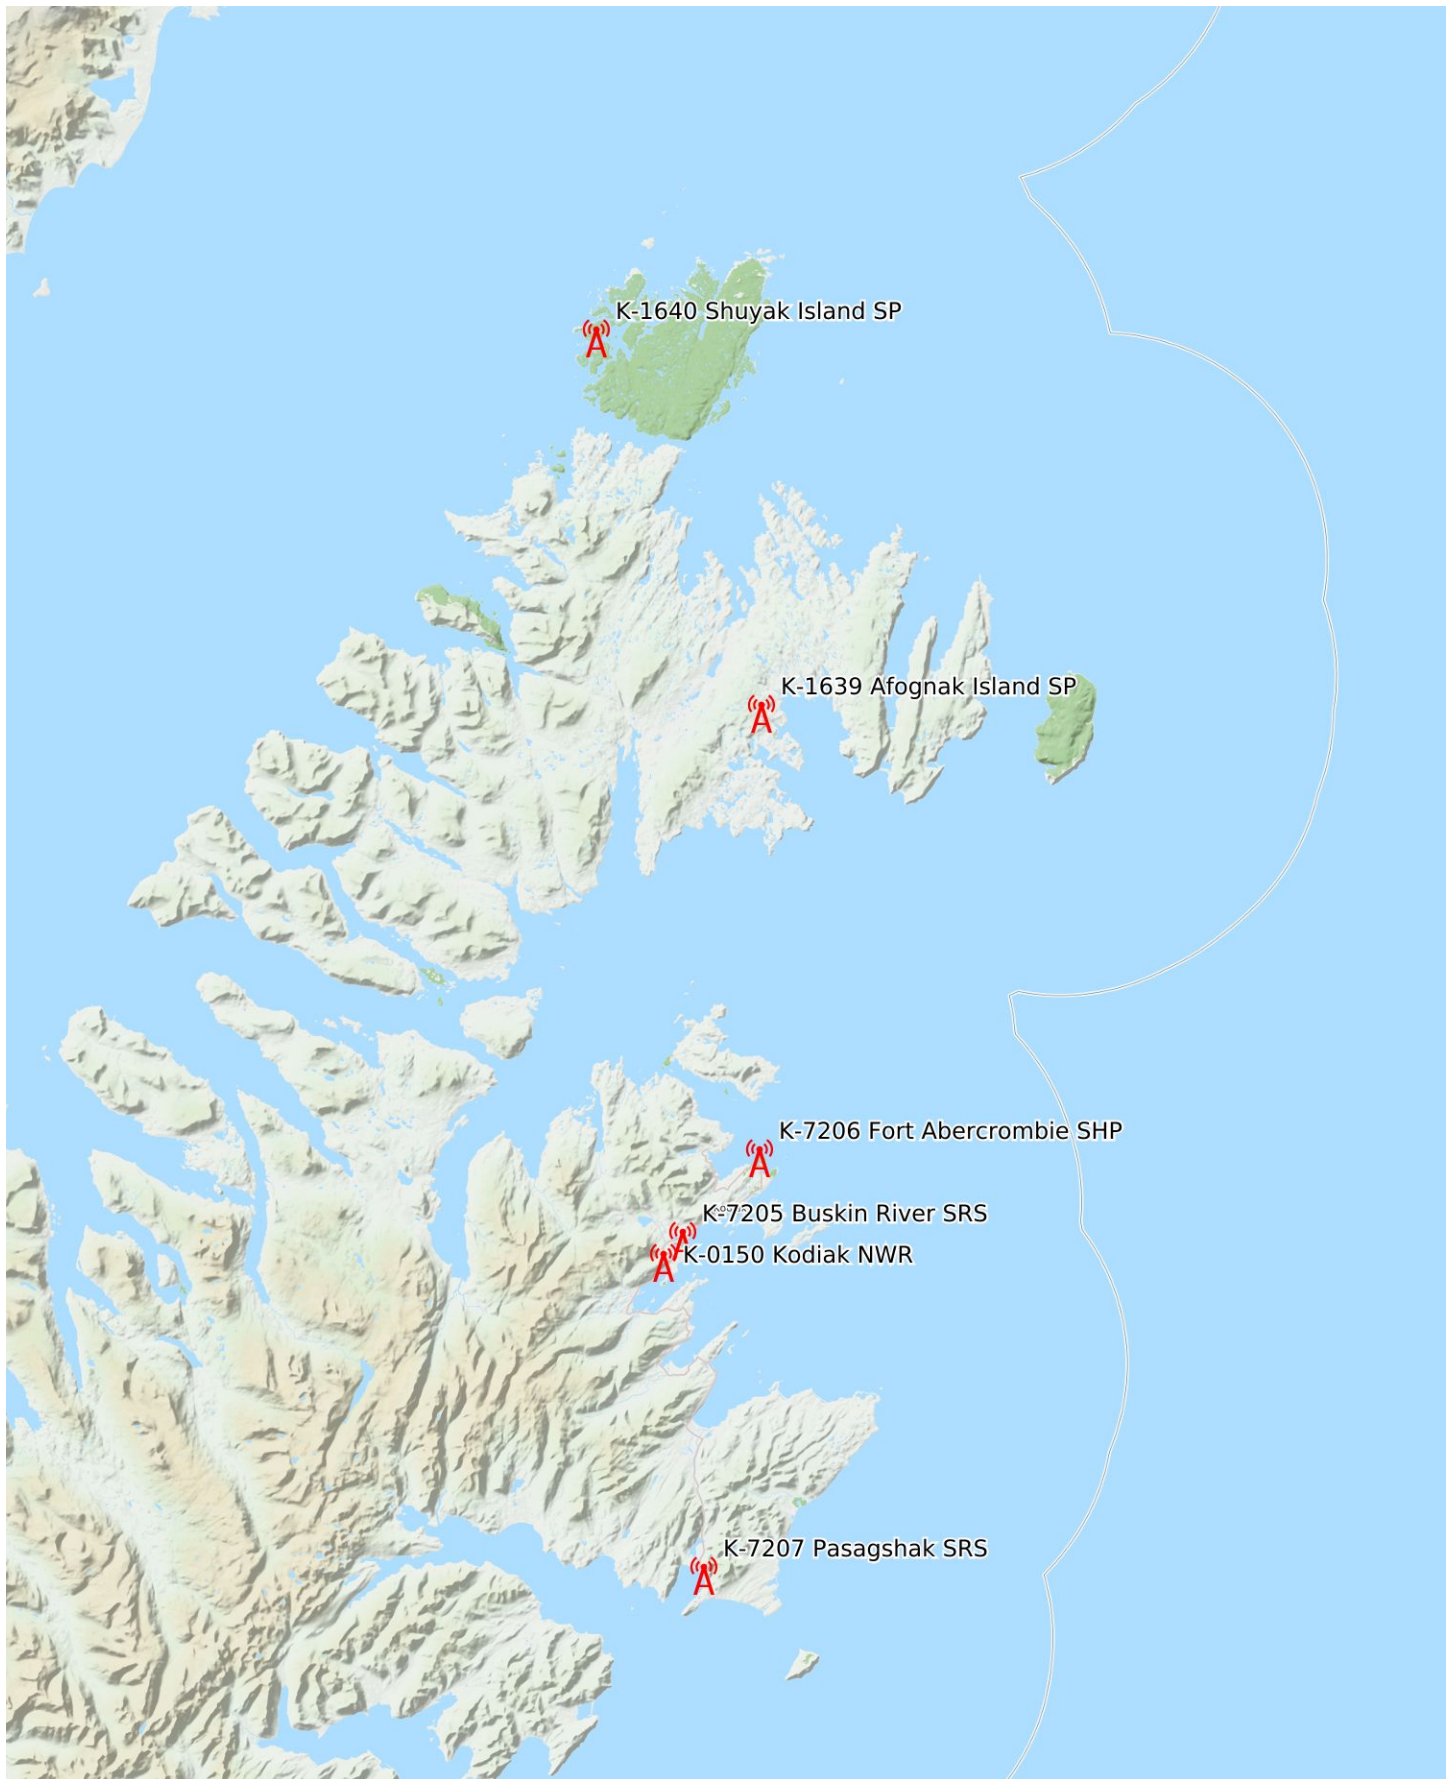 K-1640 Shuyak Island SP
K-1639 Afognak Island SP
K-7206 Fort Abercrombie SHP
K-7205 Buskin River SRS
K-0150 Kodiak NWR
K-7207 Pasagshak SRS